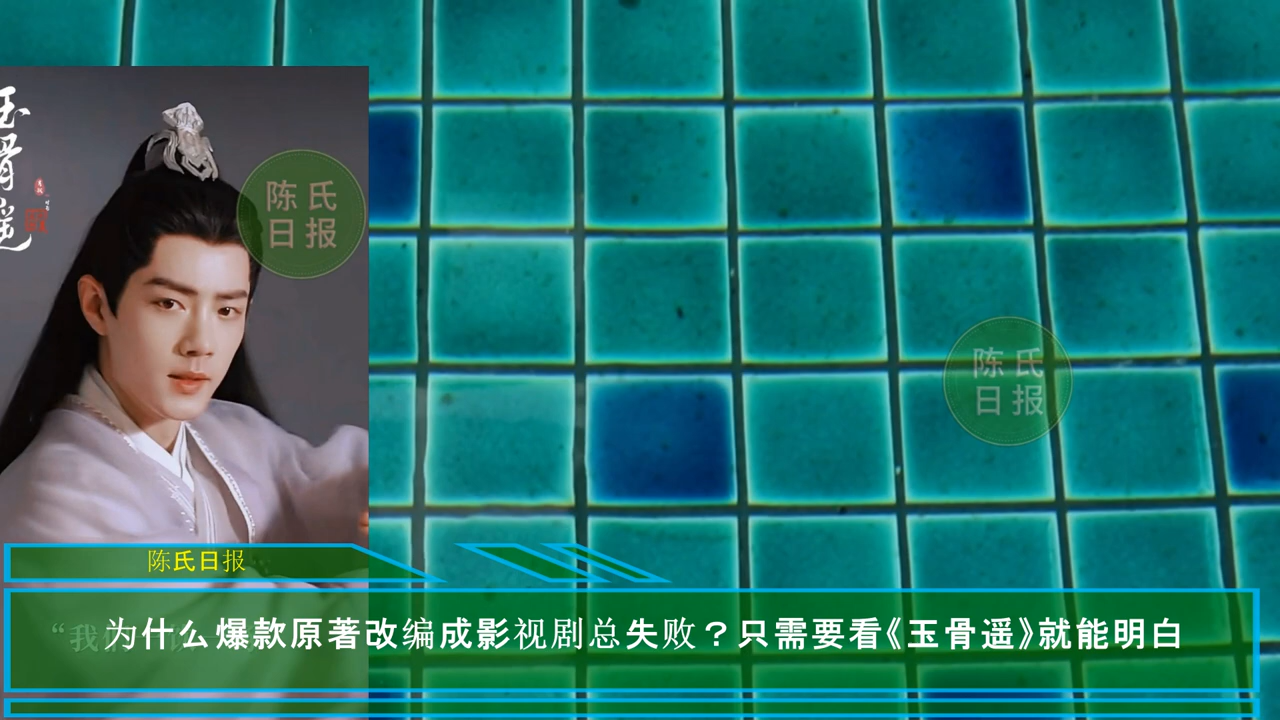 玉骨遥
陈氏
日报
陈氏
日报
陈氏日报
为什么爆款原著改编成影视剧总失败？只需要看《玉骨遥》就能明白
“我